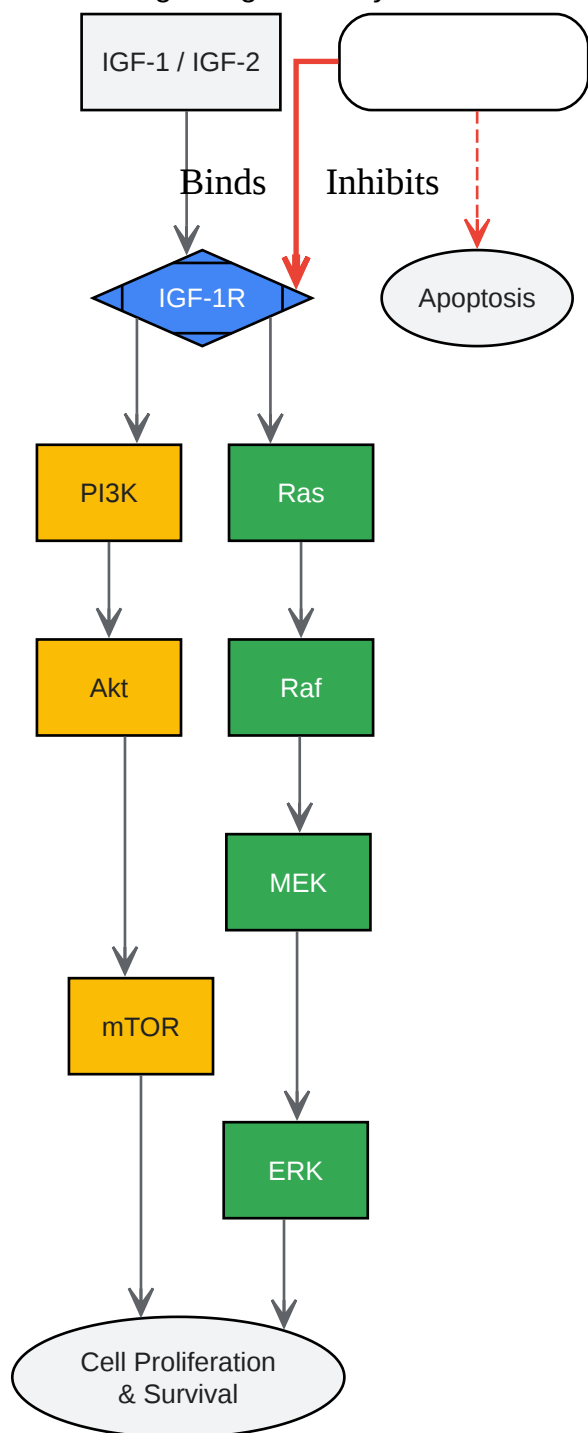 IGF-1 / IGF-2
Binds
Inhibits
IGF-1R
Apoptosis
PI3K
Ras
Akt
Raf
MEK
mTOR
ERK
Cell Proliferation
& Survival